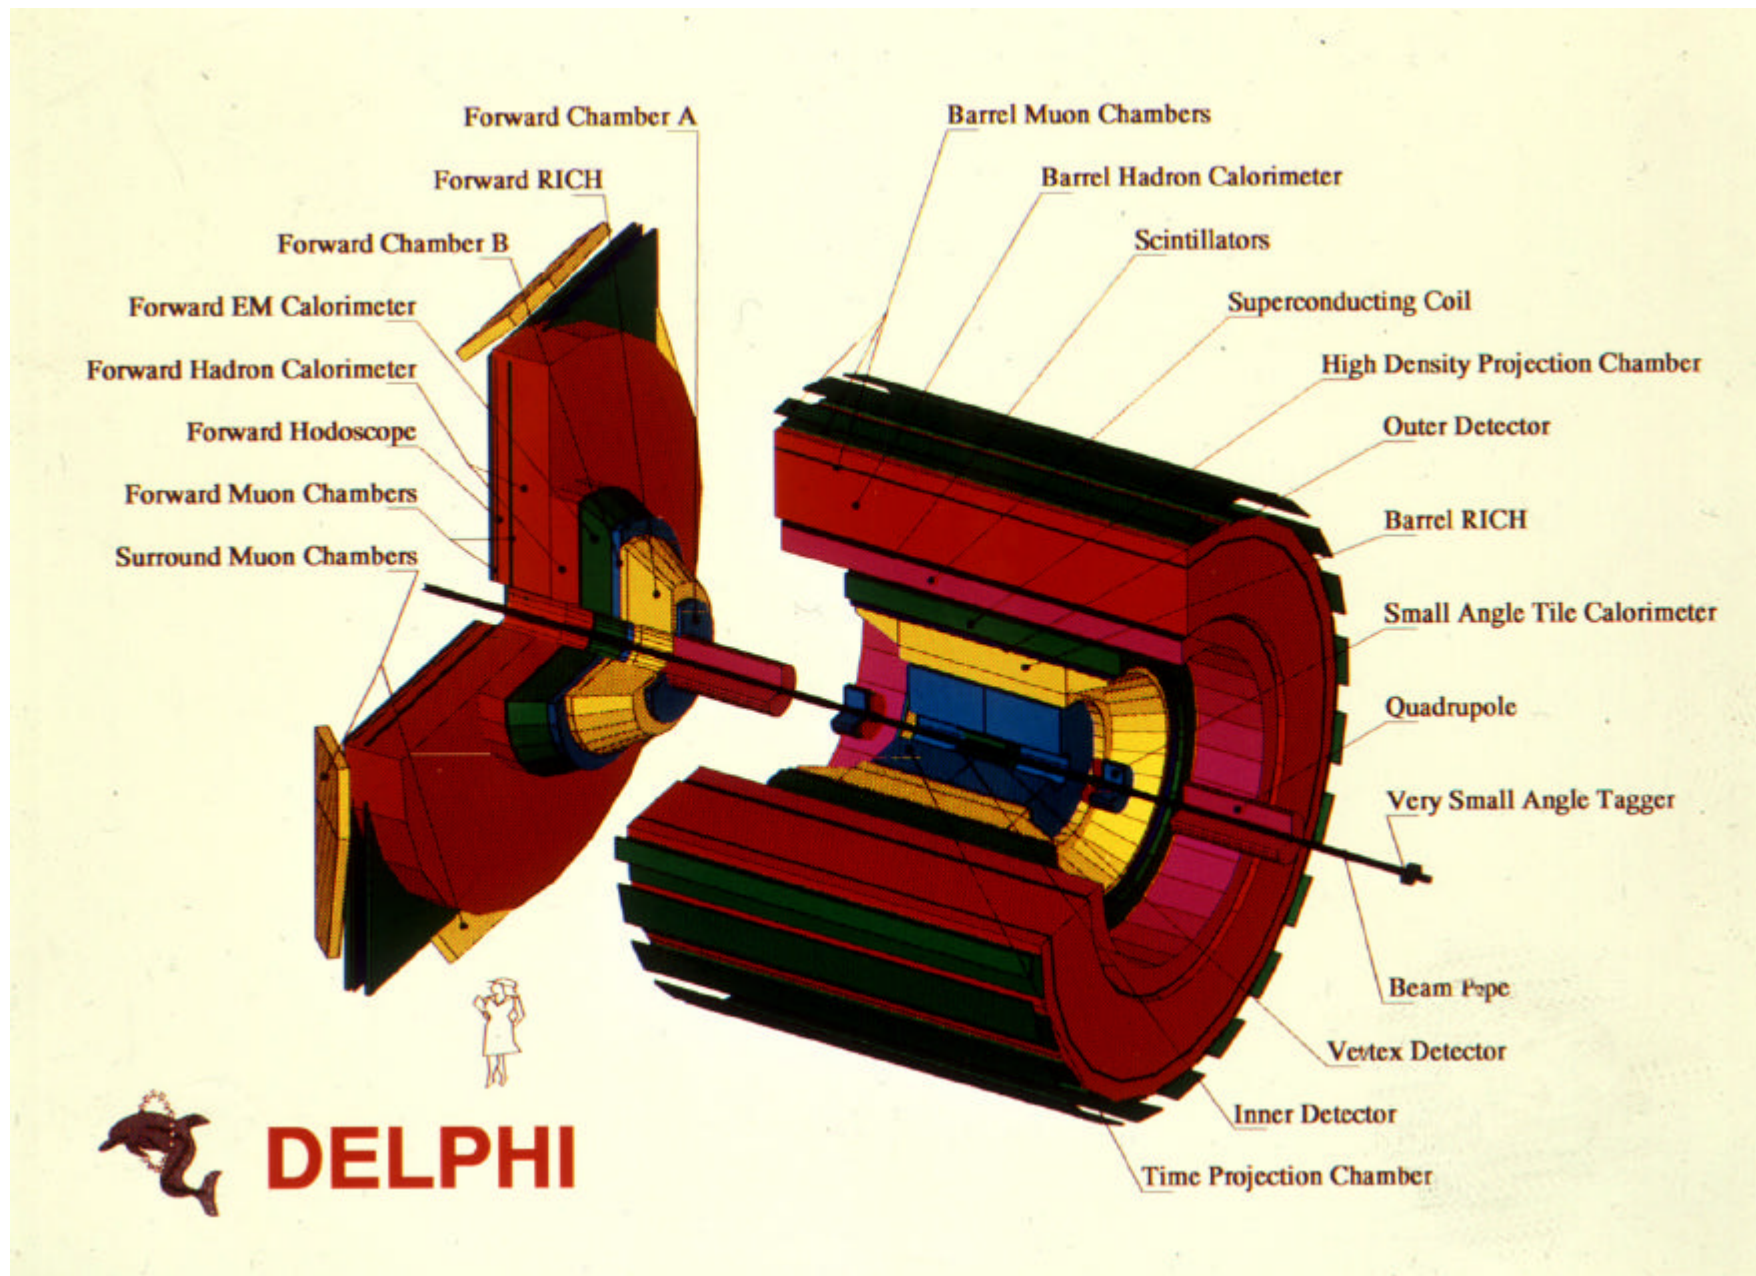 Forward Chamber A
Forward RICH
Forward Chamber B
Forward EM Calorimeter
Forward Hadron Calorimeter
Forward Hodoscope
Forward Muon Chambers
Surround Muon Chambers
Barrel Muon Chambers
Barrel Hadron Calorimeter
Scintillators
Superconducting Coil
High Density Projection Chamber
Outer Detector
Barrel RICH
Small Angle Tile Calorimeter
Quadrupole
Very Small Angle Tagger
Beam Pipe
Vertex Detector
Inner Detector
Time Projection Chamber
DELPHI